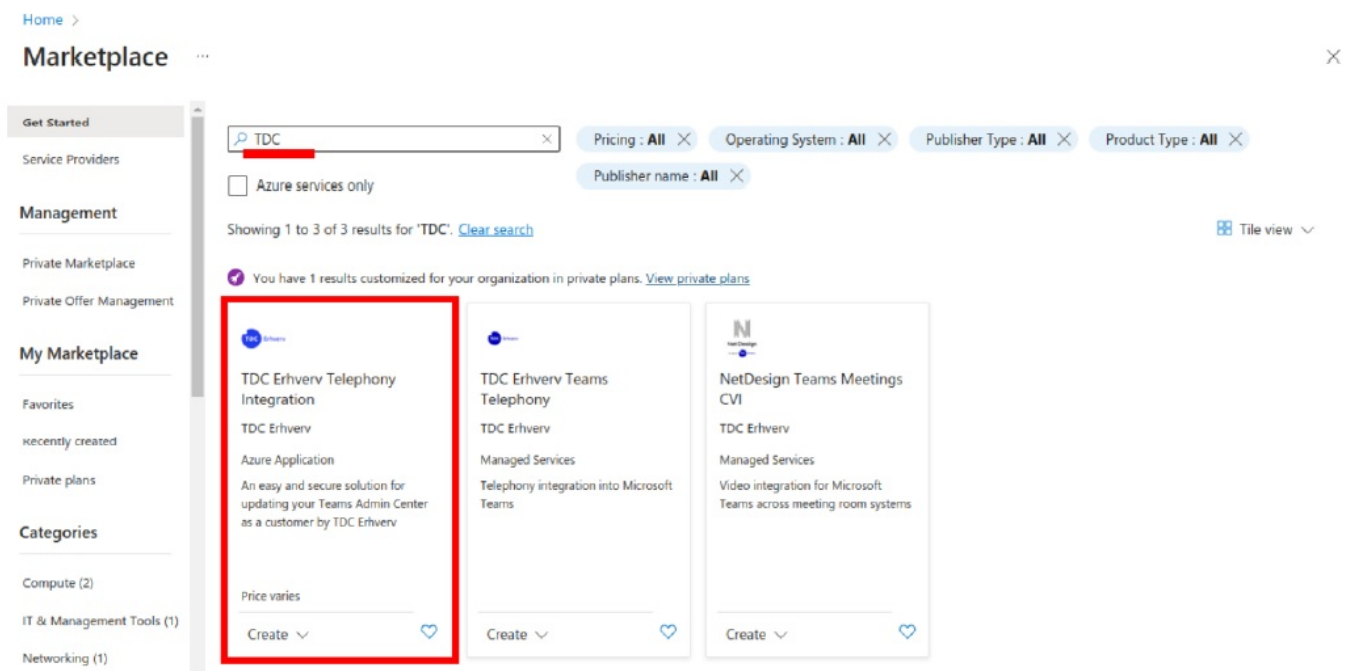 Home >
Marketplace ...
Get Started
Service Providers
Management
Private Marketplace
Private Offer Management
My Marketplace
Favorites
Recently created
Private plans
Categories
Compute (2)
IT & Management Tools (1)
Networking (1)
TDC
Pricing : All
Operating System : All
Publisher Type : All
Product Type : All
Publisher name : All
Azure services only
Showing 1 to 3 of 3 results for 'TDC'. Clear search
Tile view
You have 1 results customized for your organization in private plans. View private plans
TDC Erhverv
TDC Erhverv Telephony
Integration
TDC Erhverv
Azure Application
An easy and secure solution for
updating your Teams Admin Center
as a customer by TDC Erhverv
Price varies
Create
TDC Erhverv Teams
Telephony
TDC Erhverv
Managed Services
Telephony integration into Microsoft
Teams
Create
N
NetDesign
NetDesign Teams Meetings
CVI
TDC Erhverv
Managed Services
Video integration for Microsoft
Teams across meeting room systems
Create